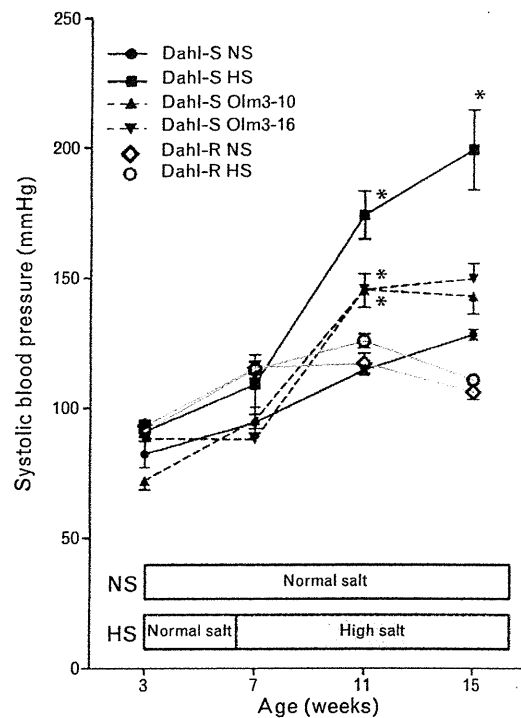 250
Dahl-S NS
Dahl-S HS
Dahl-S Olm3-10
Dahl-S Olm3-16
Dahl-R NS
Dahl-R HS
*
200
*
150
*
*
100
50
0
Systolic blood pressure (mmHg)
NS
Normal salt
HS
Normal salt
High salt
3
7
11
15
Age (weeks)